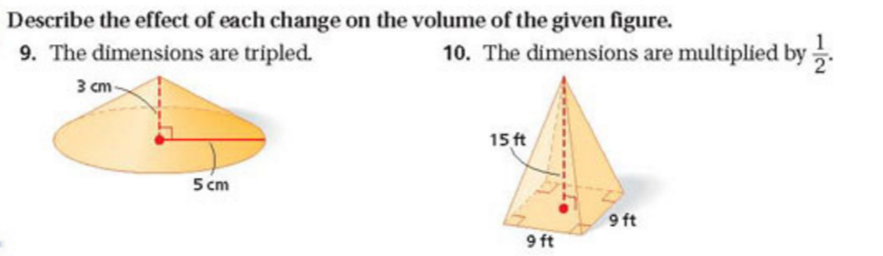 Describe the effect of each change on the volume of the given figure.
9. The dimensions are tripled.
10. The dimensions are multiplied by 1/2.
3 cm
5 cm
15 ft
9 ft
9 ft